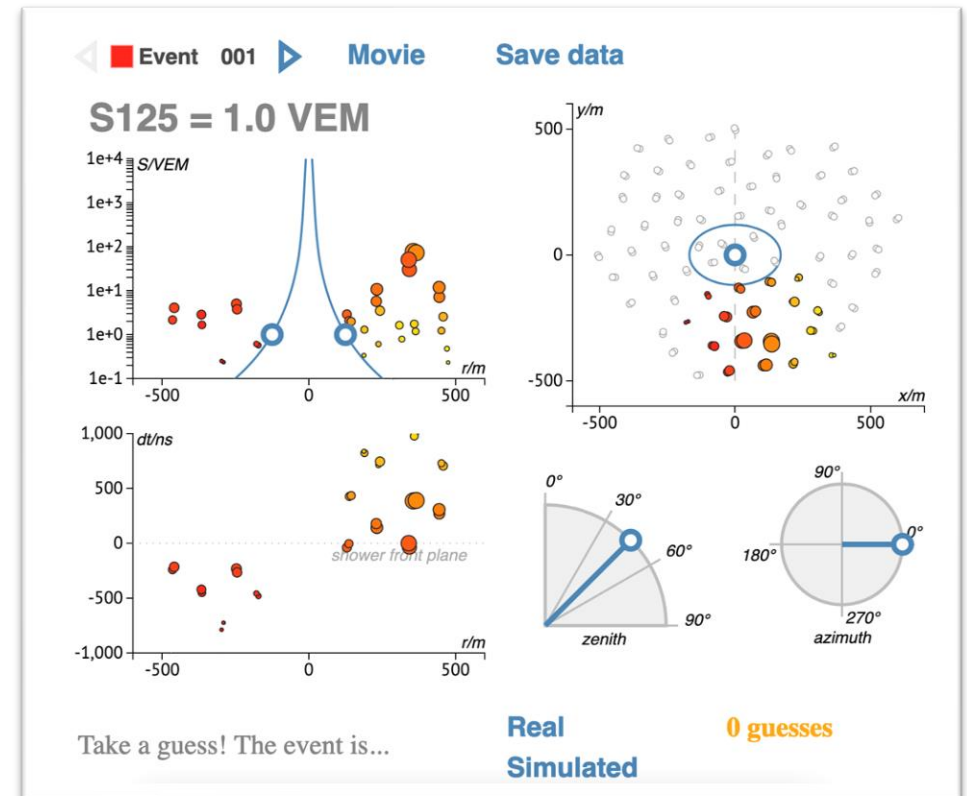 Event 001 Movie Save data
S125 = 1.0 VEM
1e+4 S/VEM
1e+3
1e+2
1e+1
1e+0
1e-1 r/m
-500 0 500
y/m
500
0
-500 x/m
-500 0 500
1,000 dt/ns
500
0 shower front plane
-500
-1,000 r/m
-500 0 500
0°
30°
60°
90°
zenith
90°
180° 0°
270°
azimuth
Take a guess! The event is...
Real
Simulated
0 guesses